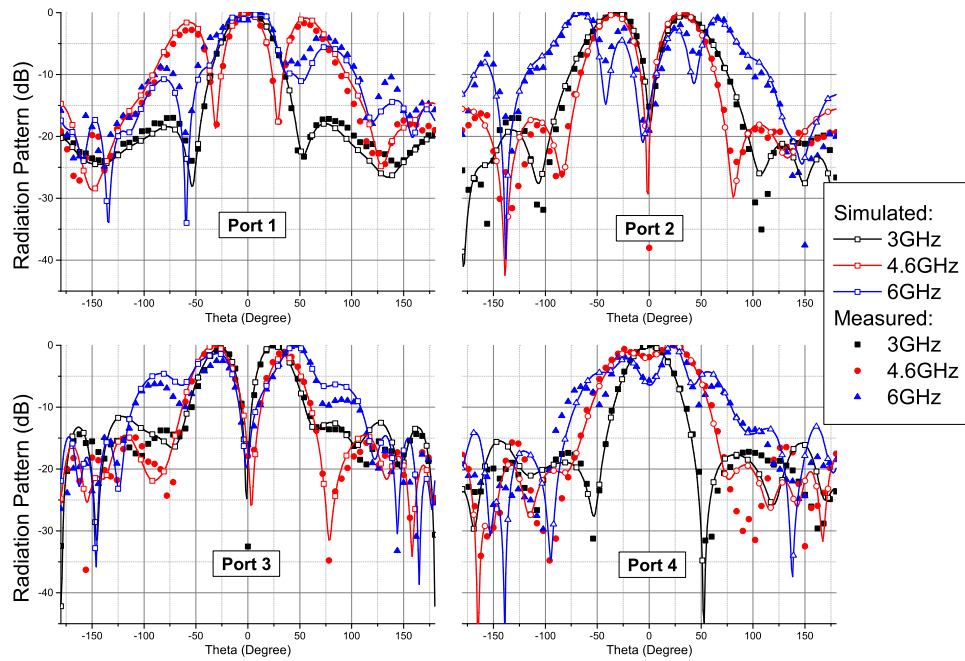 Radiation Pattern (dB)
0
-10
-20
-30
-40
-150 -100 -50 0 50 100 150
Theta (Degree)
Port 1
0
-10
-20
-30
-40
-150 -100 -50 0 50 100 150
Theta (Degree)
Port 2
Simulated:
3GHz
4.6GHz
6GHz
Measured:
3GHz
4.6GHz
6GHz
Radiation Pattern (dB)
0
-10
-20
-30
-40
-150 -100 -50 0 50 100 150
Theta (Degree)
Port 3
0
-10
-20
-30
-40
-150 -100 -50 0 50 100 150
Theta (Degree)
Port 4